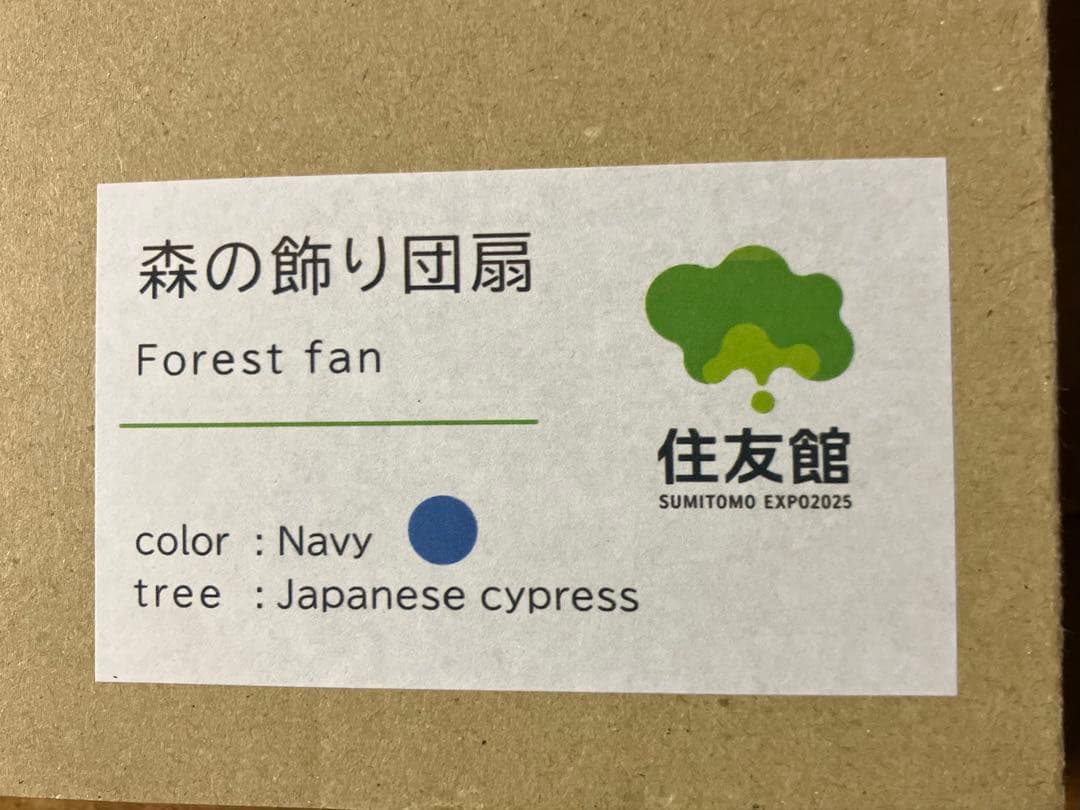 森の飾り団扇
Forest fan
color : Navy
tree : Japanese cypress
住友館
SUMITOMO EXPO2025